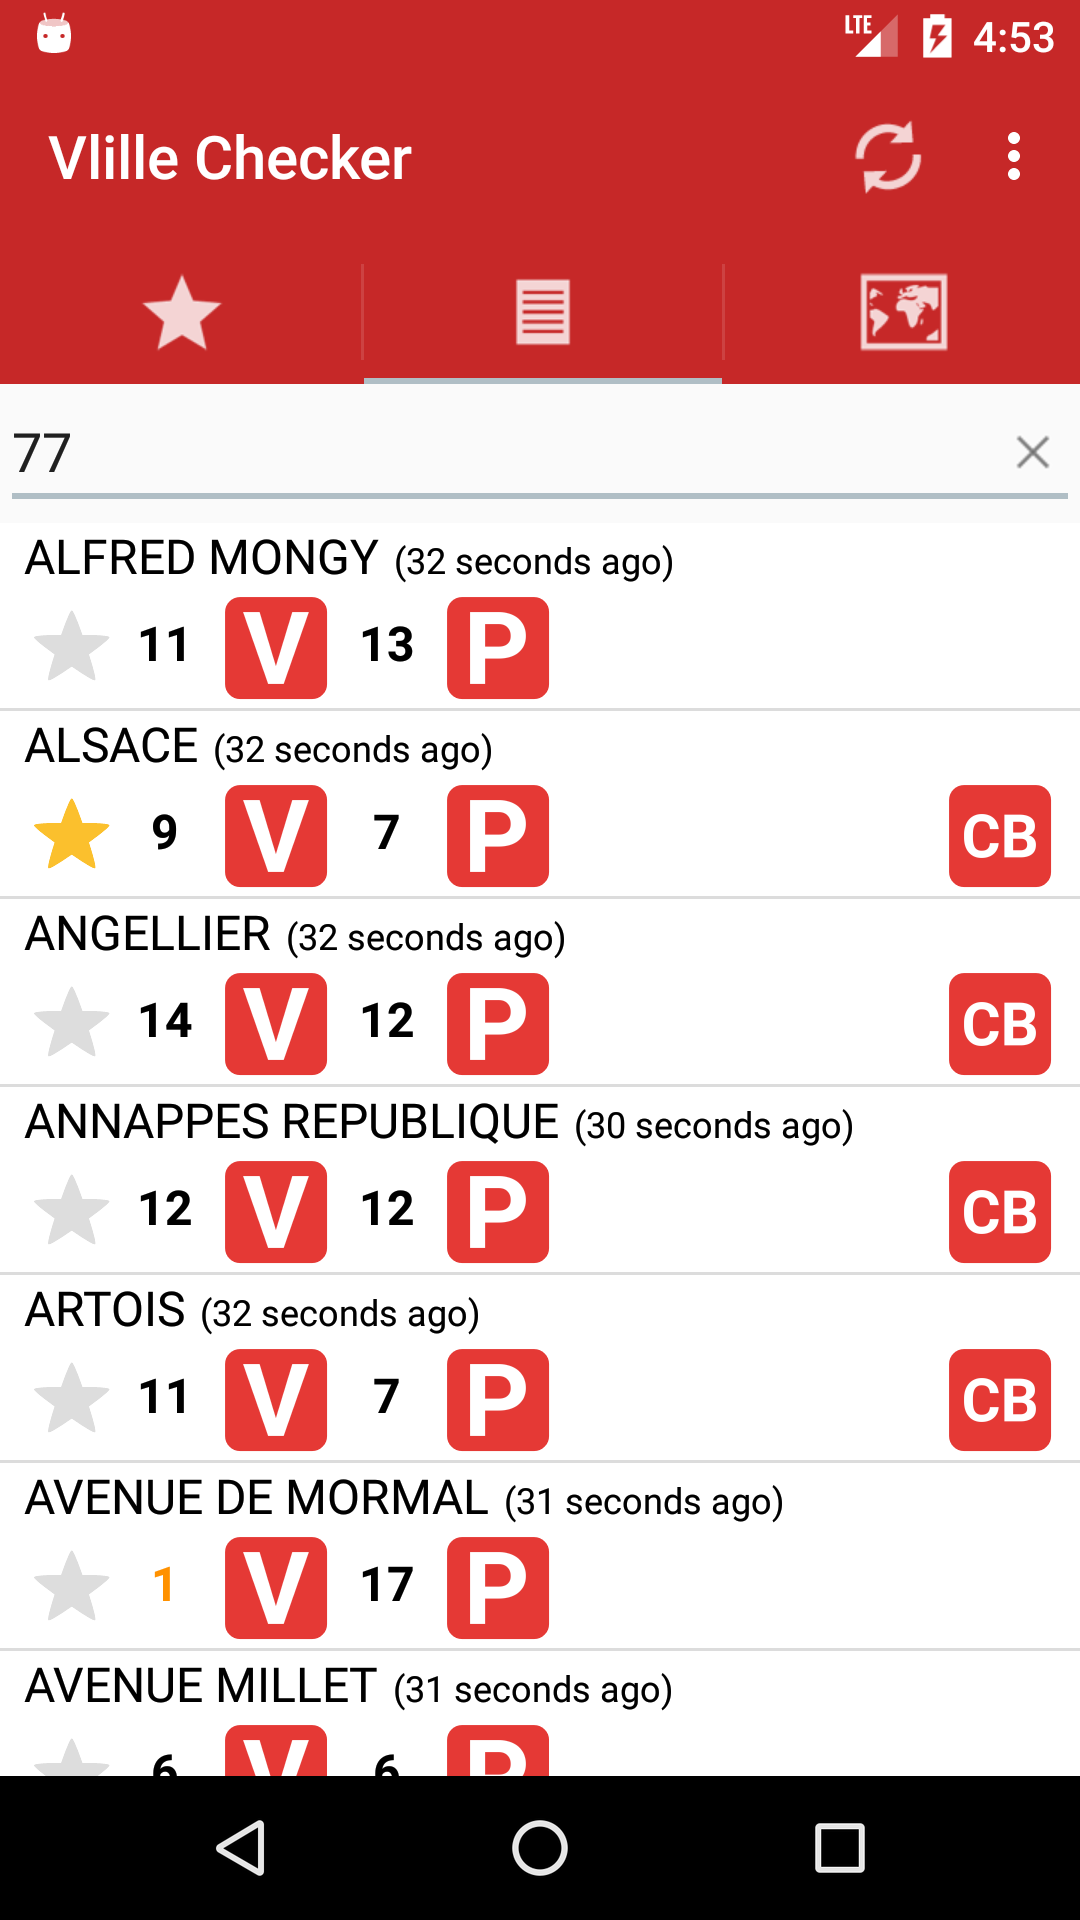 LTE 4:53
Vlille Checker
77
ALFRED MONGY (32 seconds ago)
11 V 13 P
ALSACE (32 seconds ago)
9 V 7 P CB
ANGELLIER (32 seconds ago)
14 V 12 P CB
ANNAPPES REPUBLIQUE (30 seconds ago)
12 V 12 P CB
ARTOIS (32 seconds ago)
11 V 7 P CB
AVENUE DE MORMAL (31 seconds ago)
1 V 17 P
AVENUE MILLET (31 seconds ago)
6 V 6 P